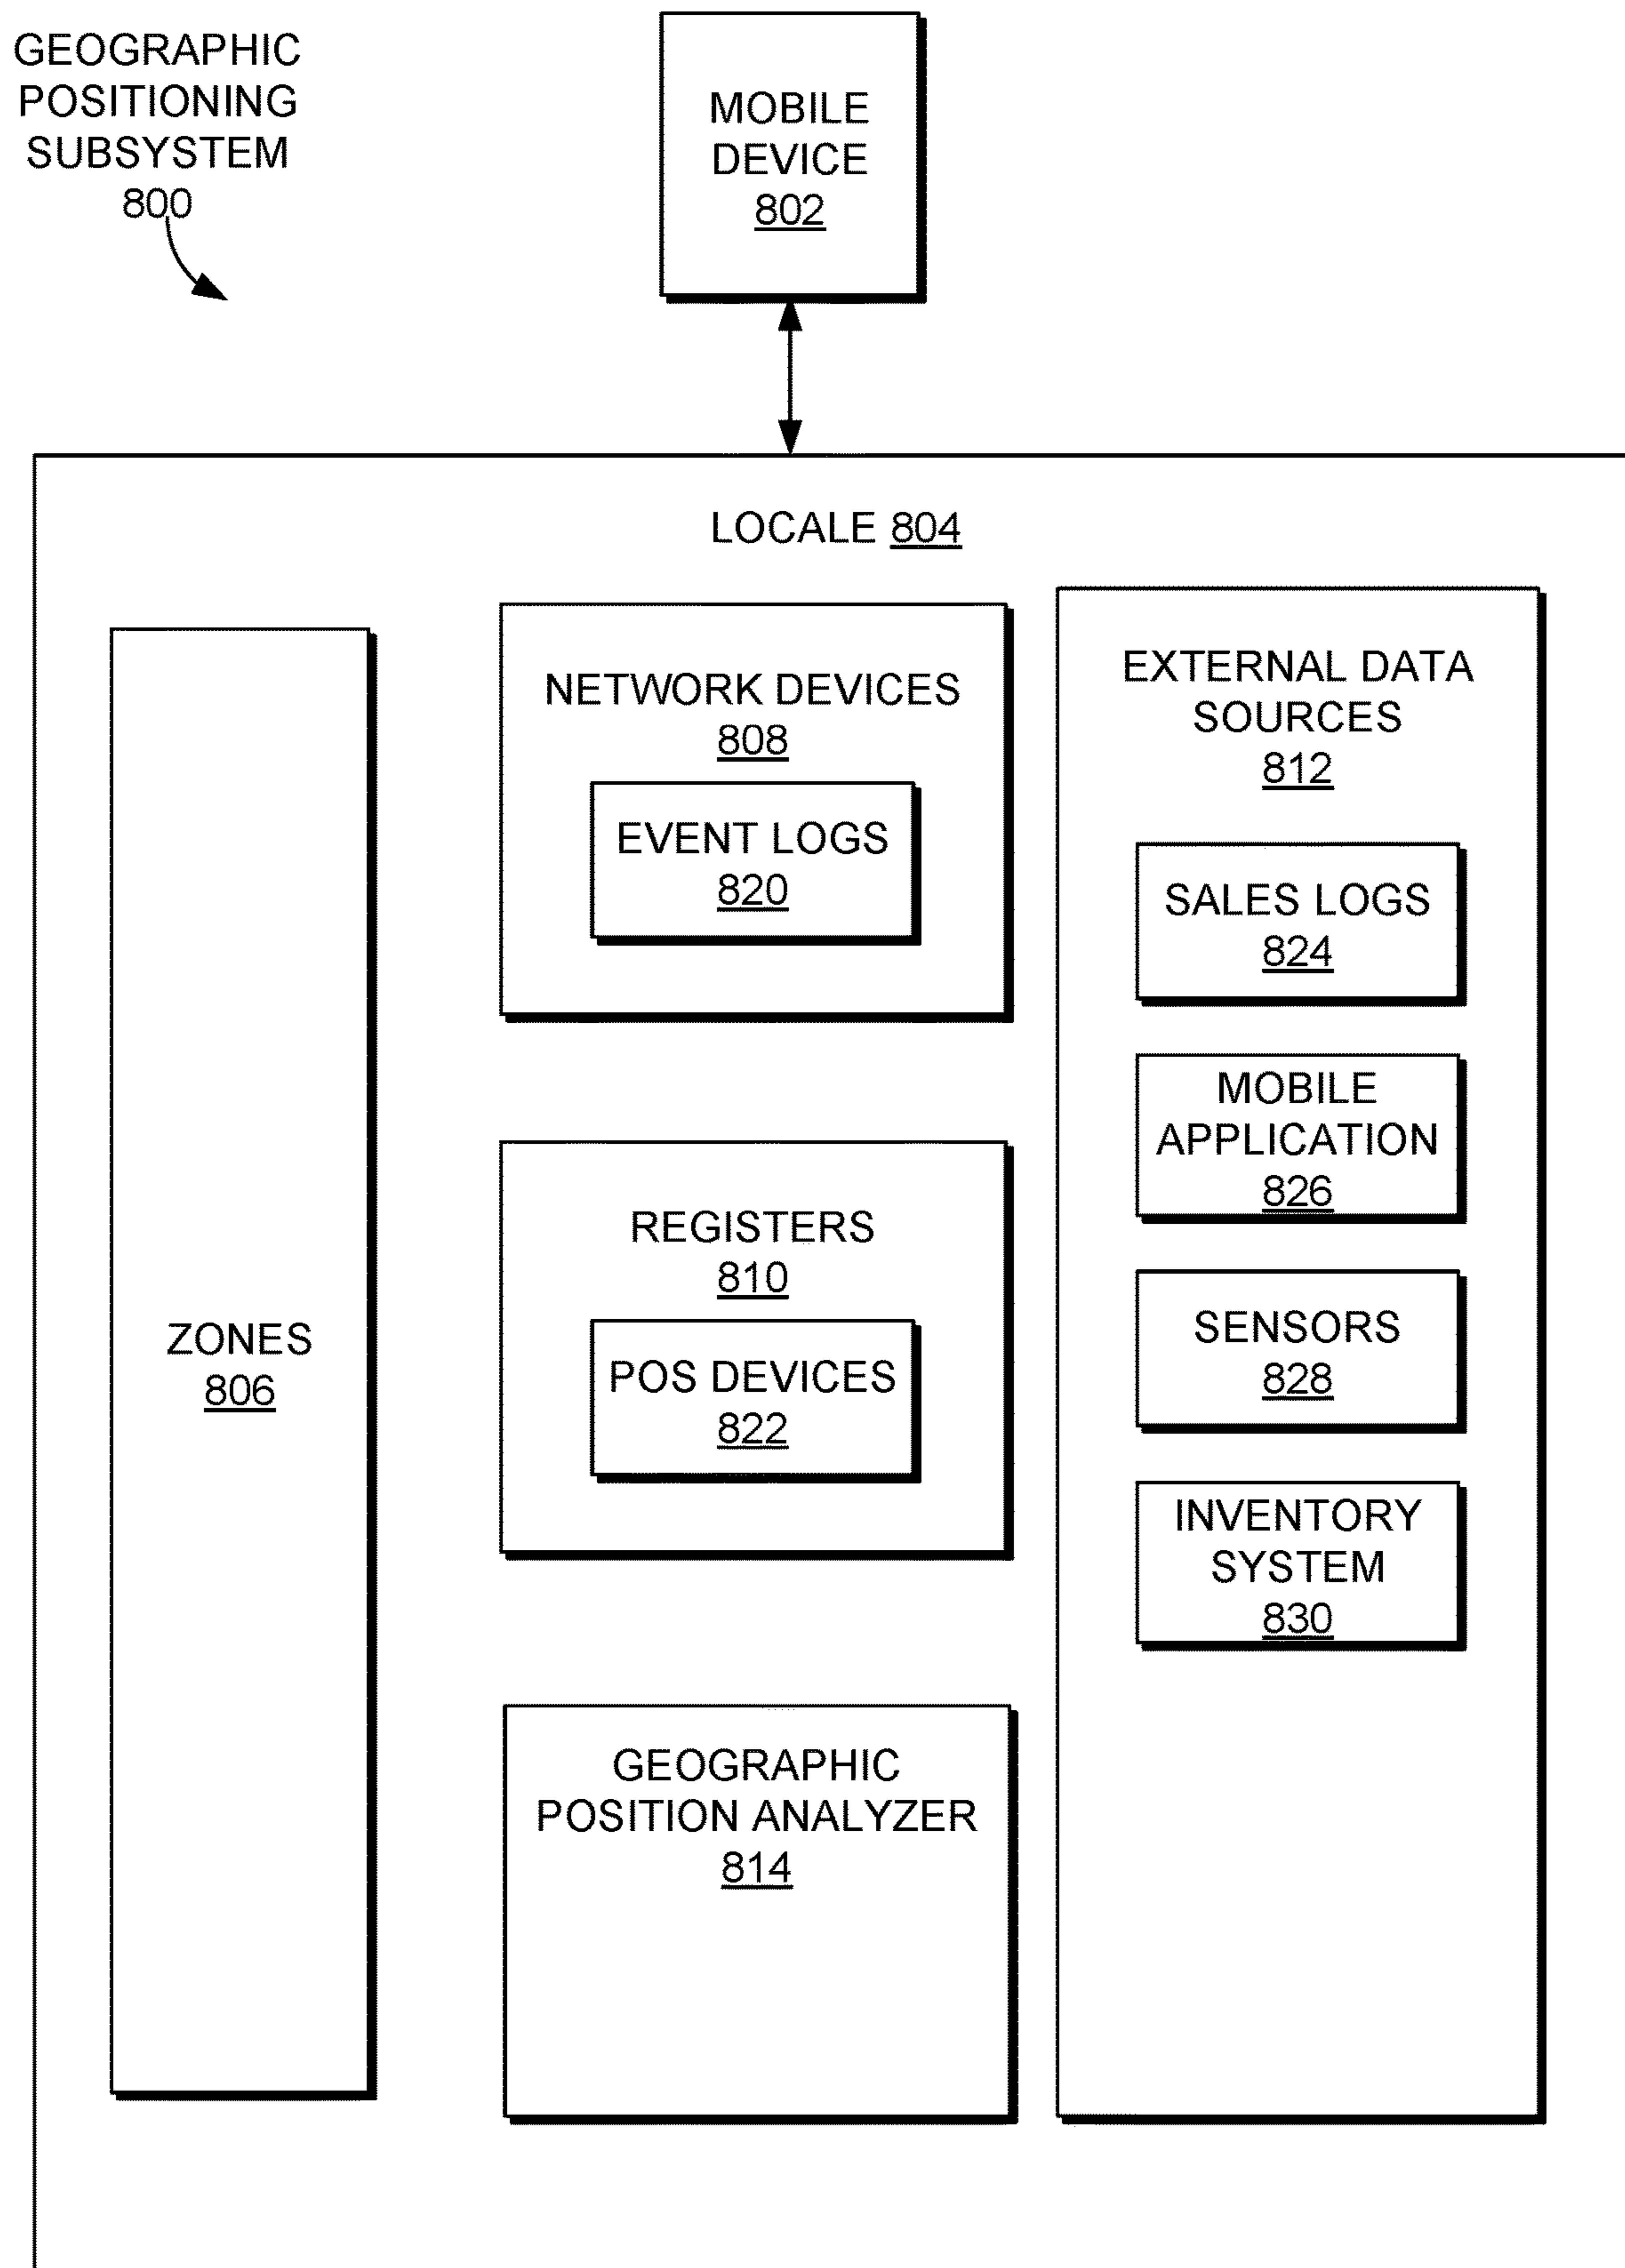 GEOGRAPHIC
POSITIONING
SUBSYSTEM
800
MOBILE
DEVICE
802
LOCALE 804
ZONES
806
NETWORK DEVICES
808
EVENT LOGS
820
REGISTERS
810
POS DEVICES
822
GEOGRAPHIC
POSITION ANALYZER
814
EXTERNAL DATA
SOURCES
812
SALES LOGS
824
MOBILE
APPLICATION
826
SENSORS
828
INVENTORY
SYSTEM
830